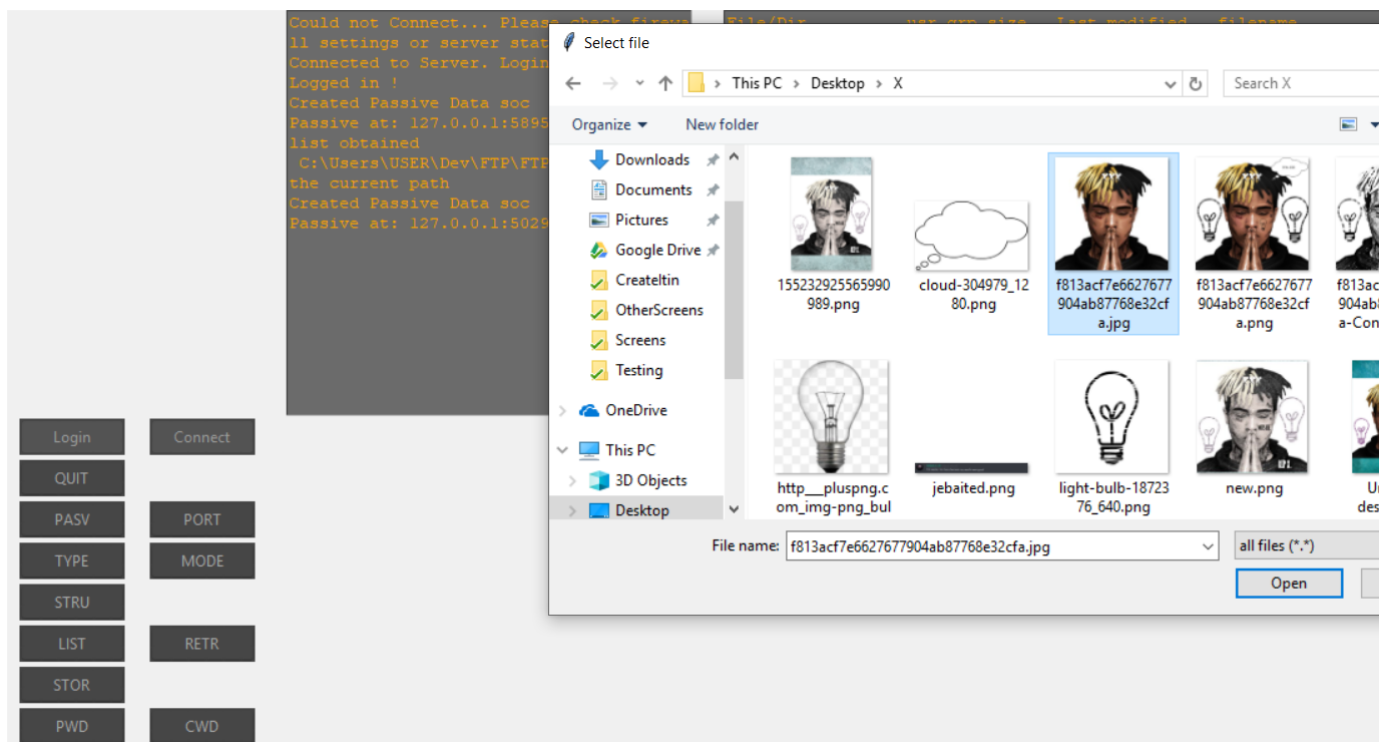 Could not Connect... Please check firewa
ll settings or server stat
Connected to Server. Login
Logged in !
Created Passive Data soc
Passive at: 127.0.0.1:5895
list obtained
C:\Users\USER\Dev\FTP\FTP
the current path
Created Passive Data soc
Passive at: 127.0.0.1:5029
File/Dir usr grp size Last modified filename
Select file
This PC > Desktop > X
Search X
Organize
New folder
Downloads
Documents
Pictures
Google Drive
CreateItin
OtherScreens
Screens
Testing
OneDrive
This PC
3D Objects
Desktop
155232925565990
989.png
cloud-304979_12
80.png
f813acf7e6627677
904ab87768e32cf
a.jpg
f813acf7e6627677
904ab87768e32cf
a.png
f813ac
904ab8
a-Con
http___pluspng.c
om_img-png_bul
jebaited.png
light-bulb-18723
76_640.png
new.png
des
File name:
f813acf7e6627677904ab87768e32cfa.jpg
all files (*.*)
Open
Login
Connect
QUIT
PASV
PORT
TYPE
MODE
STRU
LIST
RETR
STOR
PWD
CWD